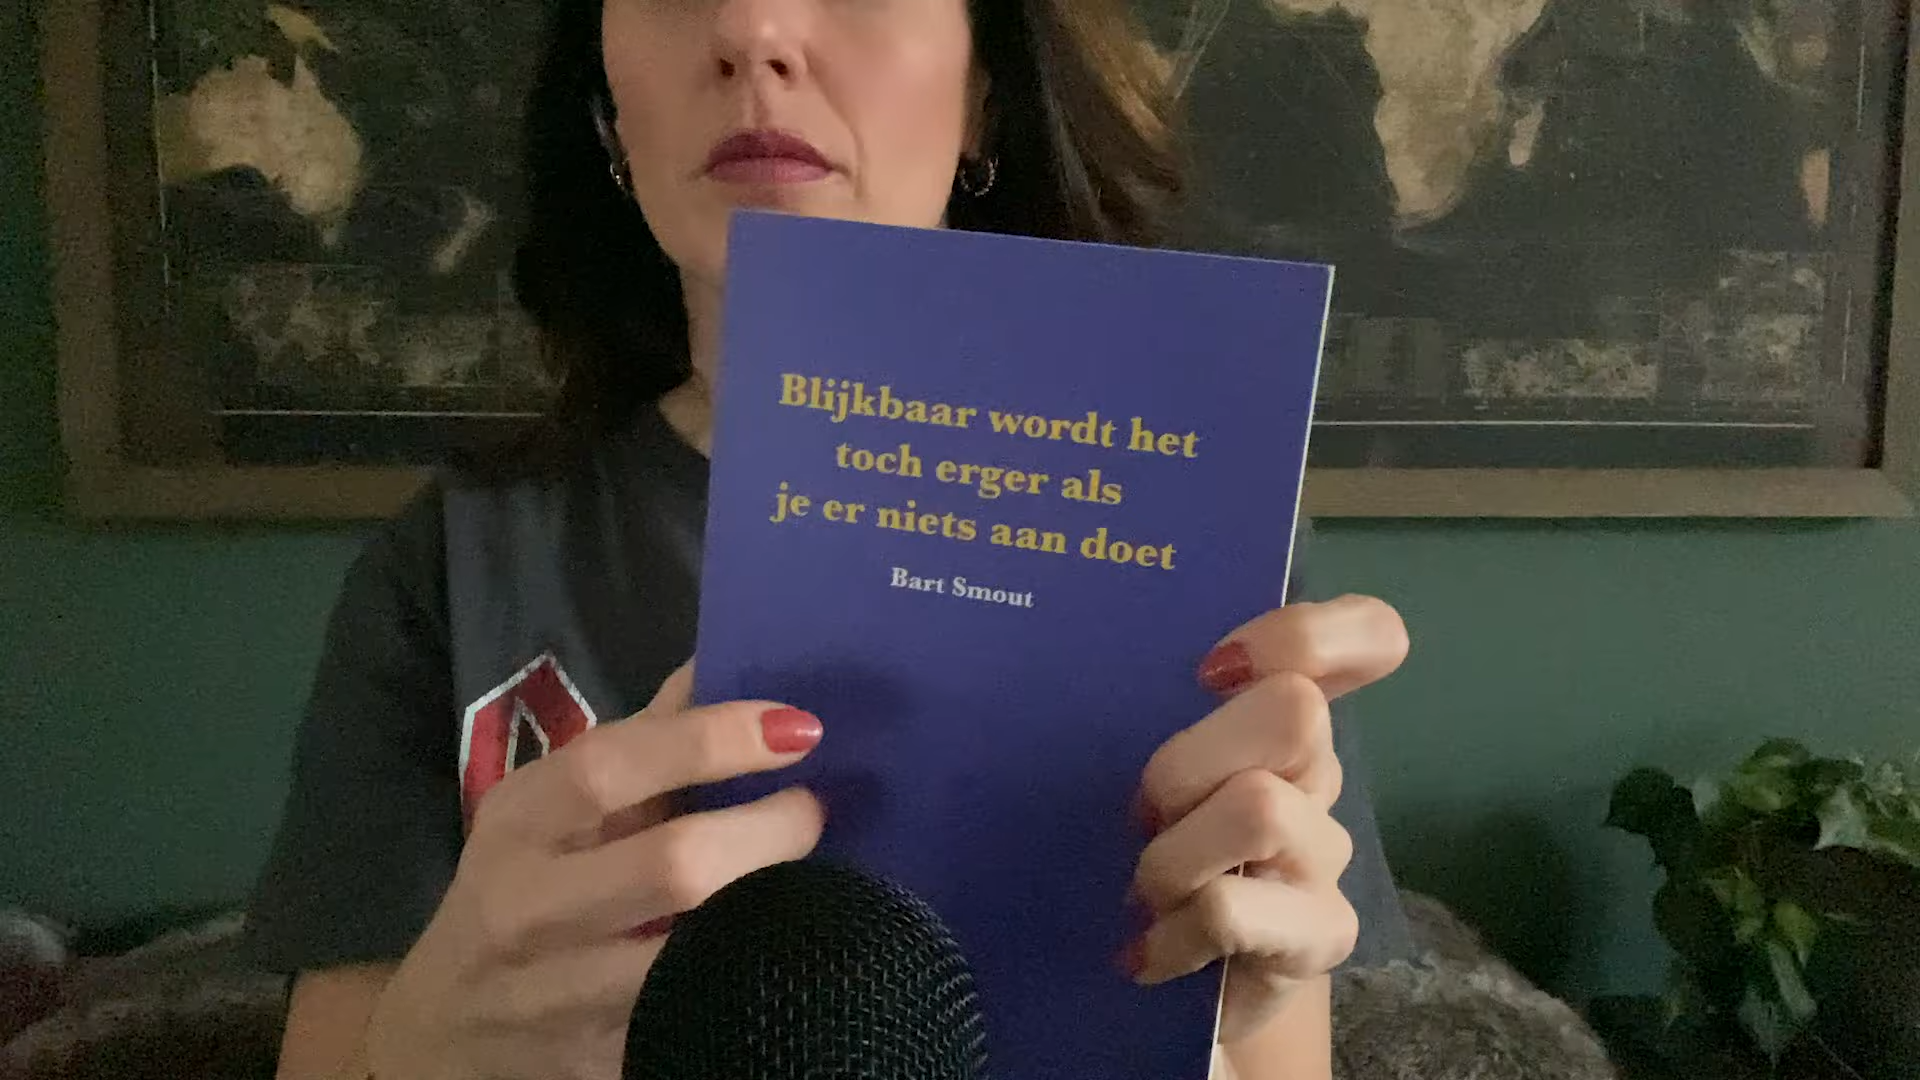 Blijkbaar wordt het
toch erger als
je er niets aan doet
Bart Smout